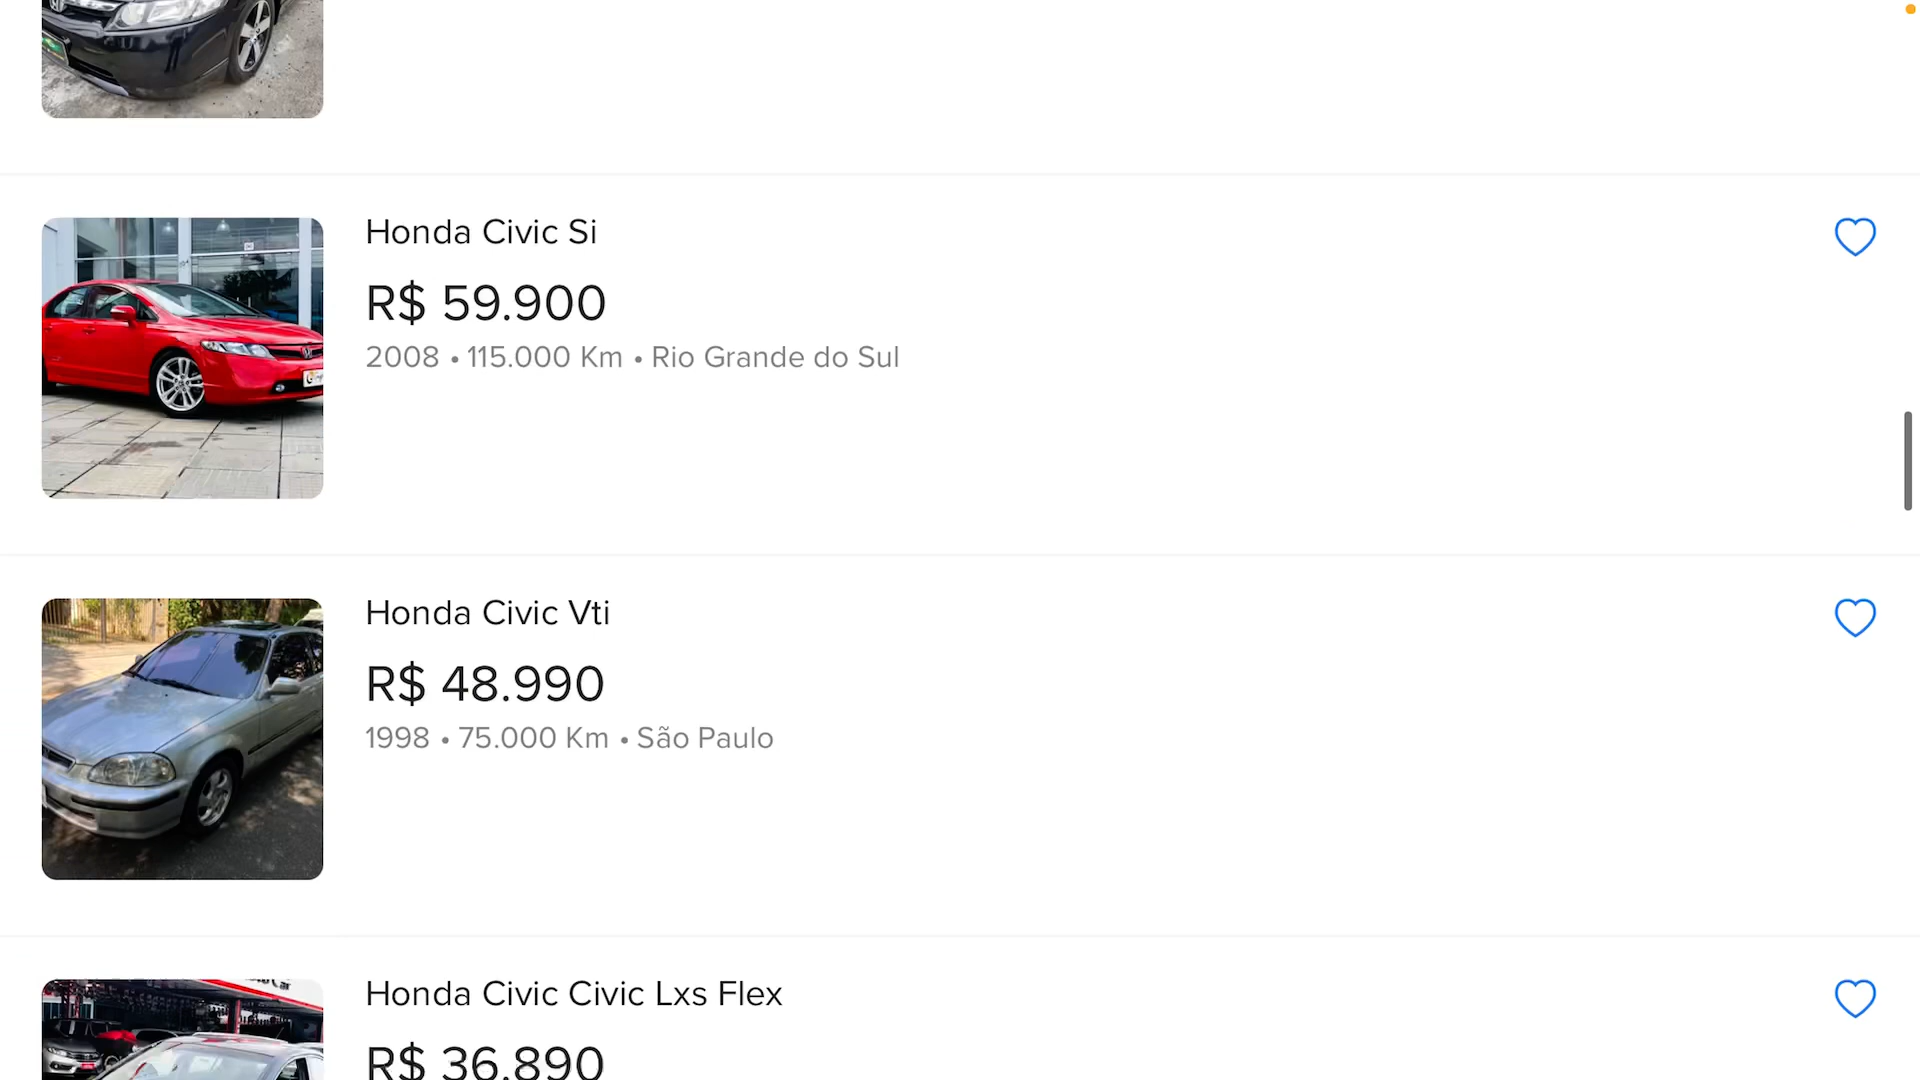 Honda Civic Si
R$ 59.900
2008 • 115.000 Km • Rio Grande do Sul
Honda Civic Vti
R$ 48.990
1998 • 75.000 Km • São Paulo
Honda Civic Civic Lxs Flex
R$ 36.890